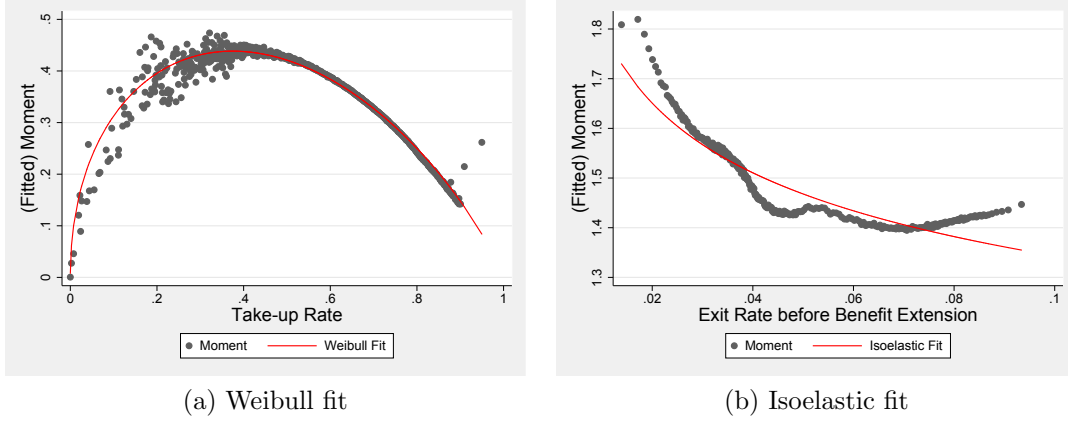 (Fitted) Moment
.5
.4
.3
.2
.1
0
0
.2
.4
.6
.8
1
Take-up Rate
Moment
Weibull Fit
(a) Weibull fit
(Fitted) Moment
1.8
1.7
1.6
1.5
1.4
1.3
.02
.04
.06
.08
.1
Exit Rate before Benefit Extension
Moment
Isoelastic Fit
(b) Isoelastic fit